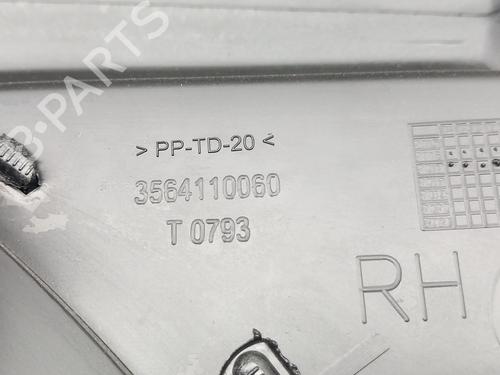 > PP-TD-20 <
3564110060
T 0793
RH
B-PARTS